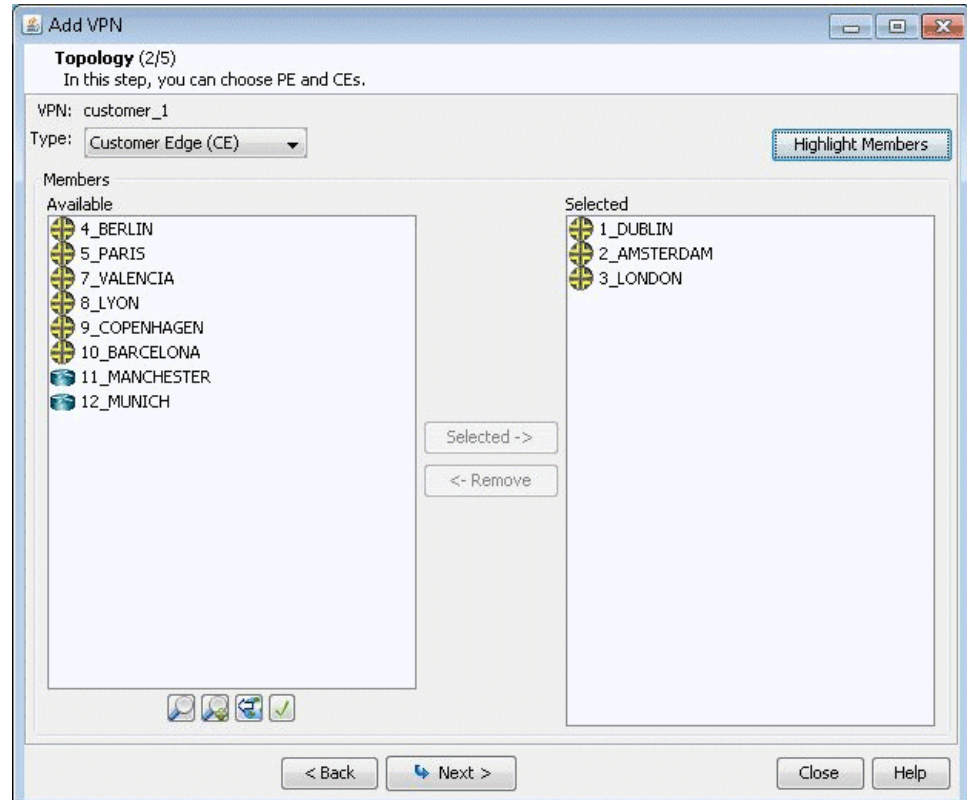 Add VPN
Topology (2/5)
In this step, you can choose PE and CEs.
VPN: customer_1
Type: Customer Edge (CE)
Highlight Members
Members
Available
4_BERLIN
5_PARIS
7_VALENCIA
8_LYON
9_COPENHAGEN
10_BARCELONA
11_MANCHESTER
12_MUNICH
Selected ->
<- Remove
Selected
1_DUBLIN
2_AMSTERDAM
3_LONDON
< Back
Next >
Close
Help